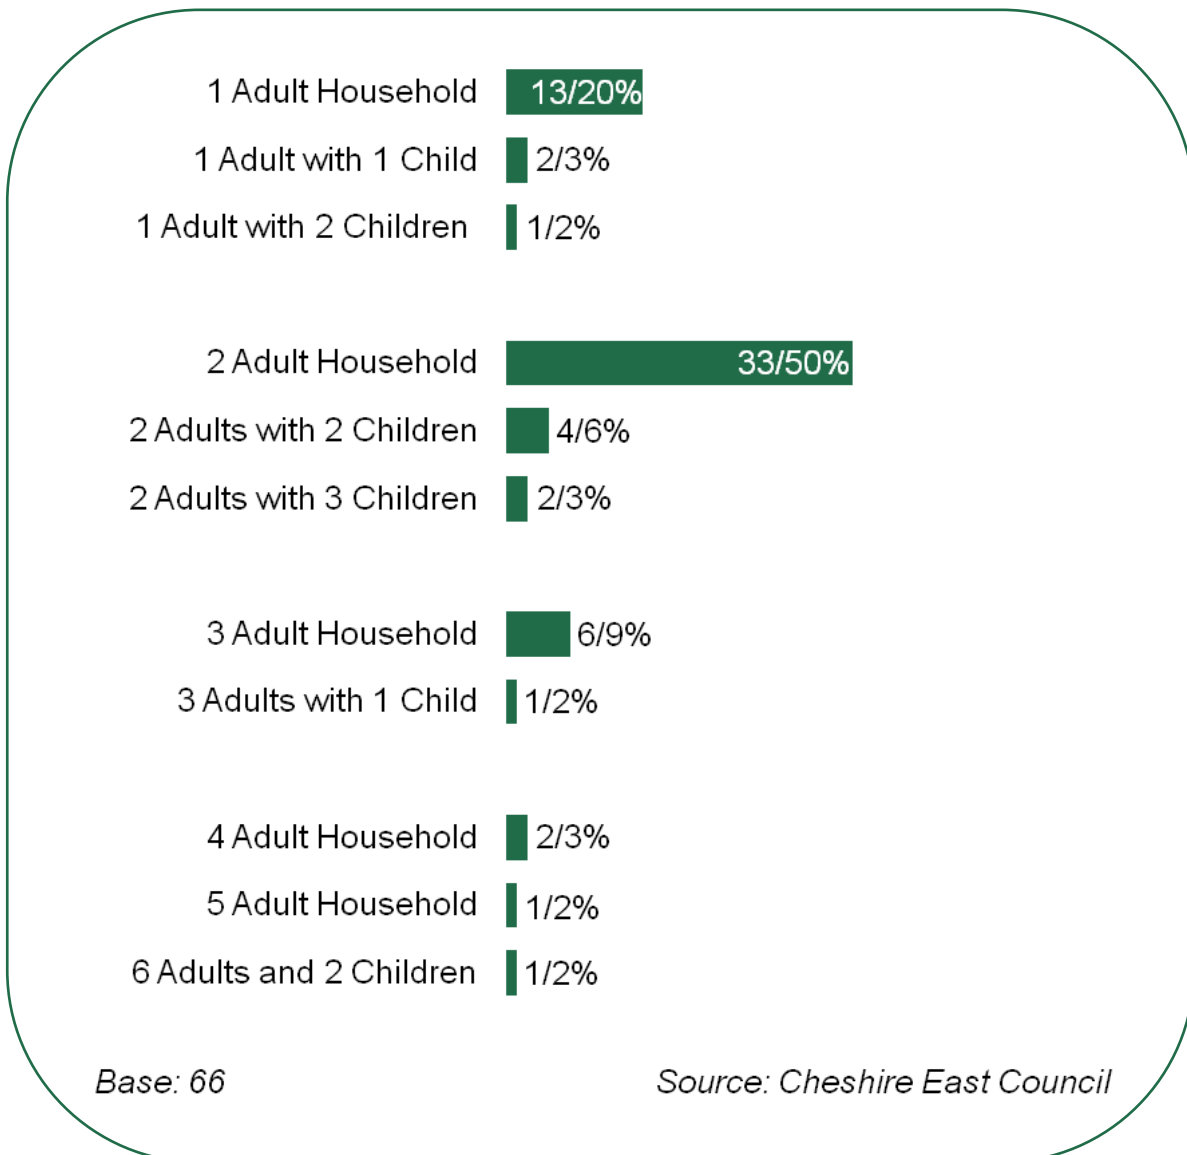 1 Adult Household 13/20%
1 Adult with 1 Child 2/3%
1 Adult with 2 Children 1/2%
2 Adult Household 33/50%
2 Adults with 2 Children 4/6%
2 Adults with 3 Children 2/3%
3 Adult Household 6/9%
3 Adults with 1 Child 1/2%
4 Adult Household 2/3%
5 Adult Household 1/2%
6 Adults and 2 Children 1/2%
Base: 66 Source: Cheshire East Council